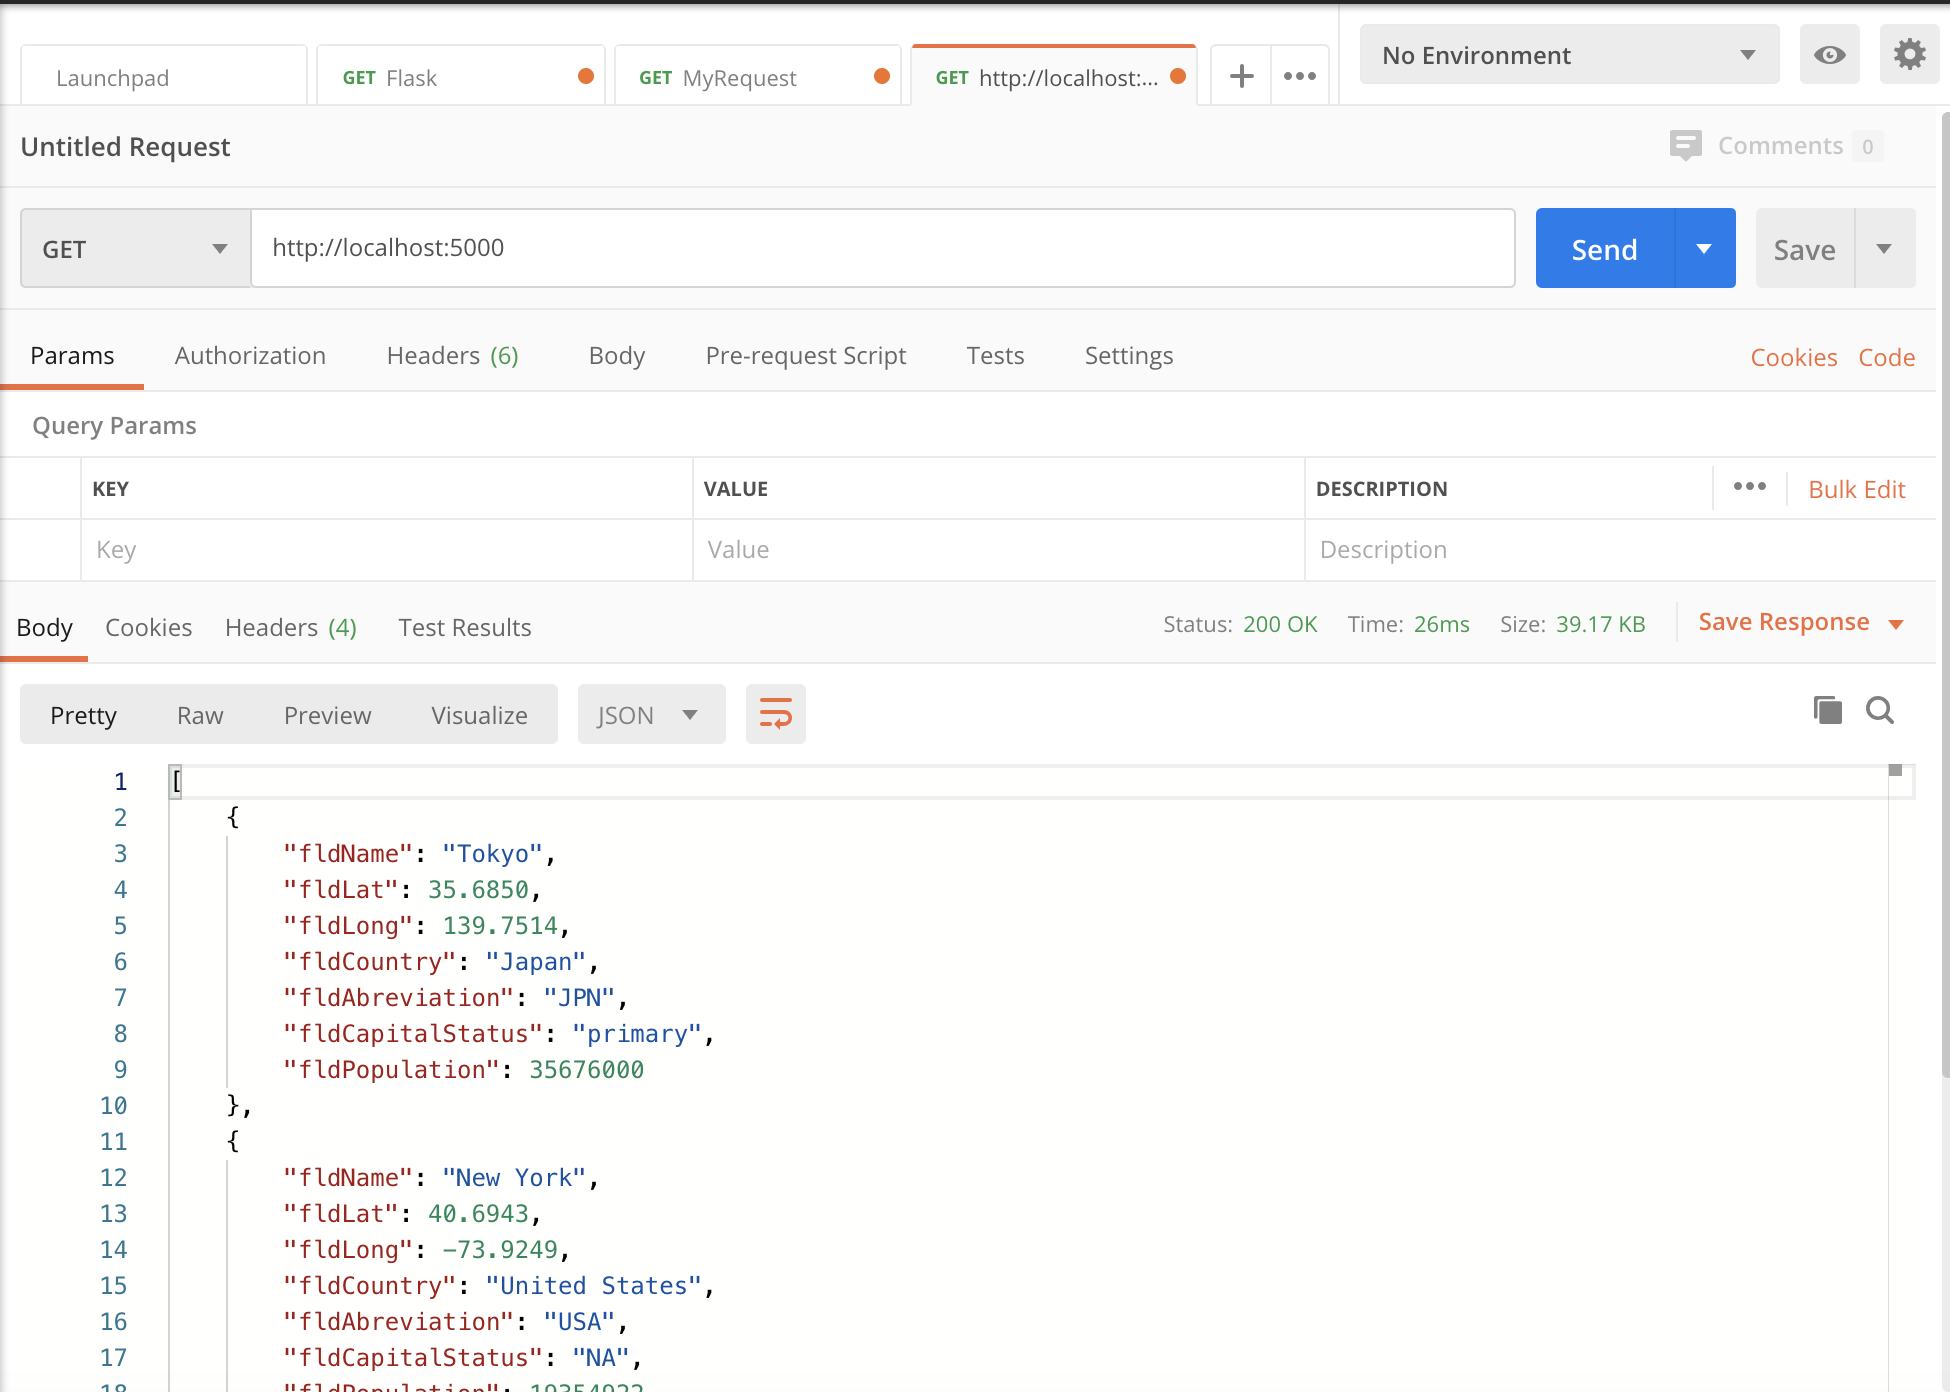 Launchpad
GET Flask
GET MyRequest
GET http://localhost:...
No Environment
Untitled Request
Comments 0
GET
http://localhost:5000
Send
Save
Params
Authorization
Headers (6)
Body
Pre-request Script
Tests
Settings
Cookies
Code
Query Params
KEY
VALUE
DESCRIPTION
Bulk Edit
Key
Value
Description
Body
Cookies
Headers (4)
Test Results
Status: 200 OK
Time: 26ms
Size: 39.17 KB
Save Response
Pretty
Raw
Preview
Visualize
JSON
1 [
2 {
3 "fldName": "Tokyo",
4 "fldLat": 35.6850,
5 "fldLong": 139.7514,
6 "fldCountry": "Japan",
7 "fldAbreviation": "JPN",
8 "fldCapitalStatus": "primary",
9 "fldPopulation": 35676000
10 },
11 {
12 "fldName": "New York",
13 "fldLat": 40.6943,
14 "fldLong": -73.9249,
15 "fldCountry": "United States",
16 "fldAbreviation": "USA",
17 "fldCapitalStatus": "NA",
18 "fldPopulation": 19354922